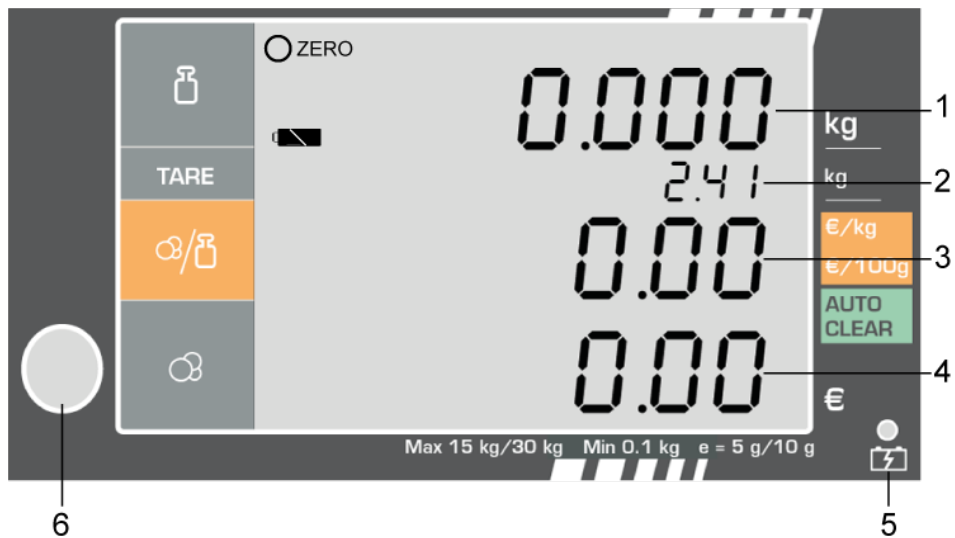 ZERO
0.000
1
kg
TARE
2.41
2
kg
0.00
3
€/kg
€/100g
AUTO
CLEAR
0.00
4
€
Max 15 kg/30 kg Min 0.1 kg e = 5 g/10 g
6
5